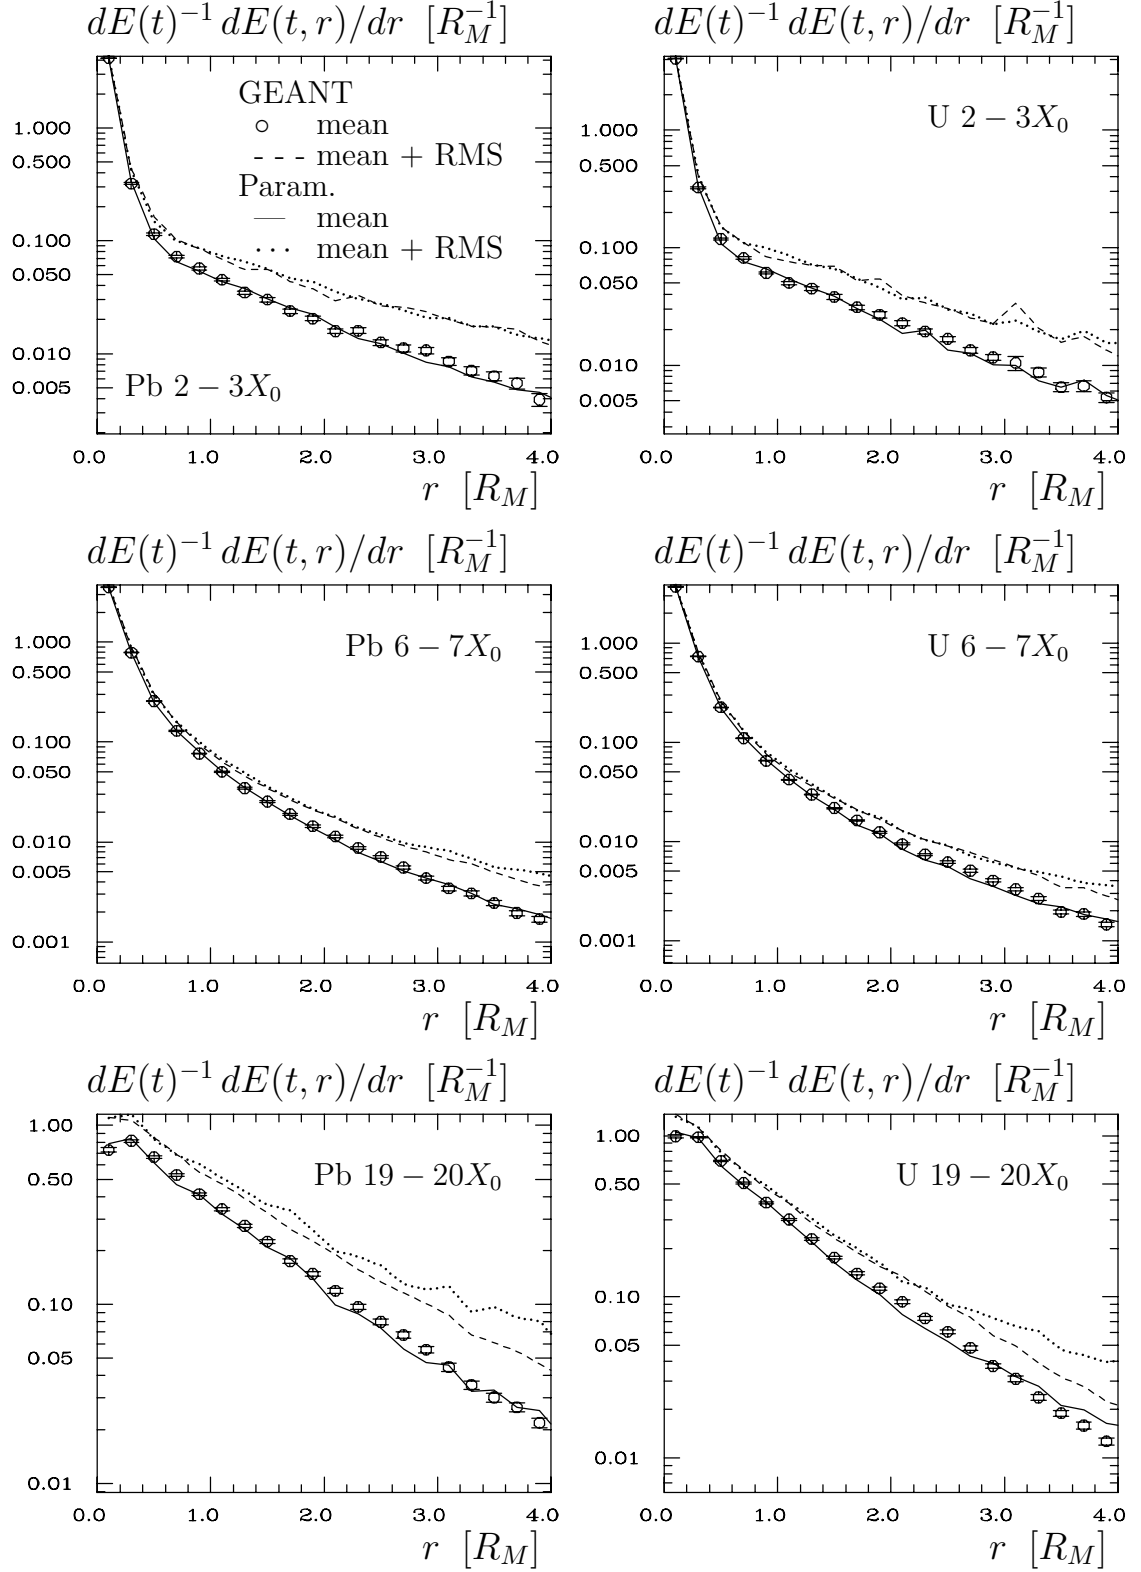 dE(t)⁻¹ dE(t, r)/dr [R_M⁻¹]
GEANT
mean
mean + RMS
Param.
mean
mean + RMS
Pb 2 − 3X₀
1.000
0.500
0.100
0.050
0.010
0.005
0.0 1.0 2.0 3.0 4.0
r [R_M]
dE(t)⁻¹ dE(t, r)/dr [R_M⁻¹]
U 2 − 3X₀
1.000
0.500
0.100
0.050
0.010
0.005
0.0 1.0 2.0 3.0 4.0
r [R_M]
dE(t)⁻¹ dE(t, r)/dr [R_M⁻¹]
Pb 6 − 7X₀
1.000
0.500
0.100
0.050
0.010
0.005
0.001
0.0 1.0 2.0 3.0 4.0
r [R_M]
dE(t)⁻¹ dE(t, r)/dr [R_M⁻¹]
U 6 − 7X₀
1.000
0.500
0.100
0.050
0.010
0.005
0.001
0.0 1.0 2.0 3.0 4.0
r [R_M]
dE(t)⁻¹ dE(t, r)/dr [R_M⁻¹]
Pb 19 − 20X₀
1.00
0.50
0.10
0.05
0.01
0.0 1.0 2.0 3.0 4.0
r [R_M]
dE(t)⁻¹ dE(t, r)/dr [R_M⁻¹]
U 19 − 20X₀
1.00
0.50
0.10
0.05
0.01
0.0 1.0 2.0 3.0 4.0
r [R_M]